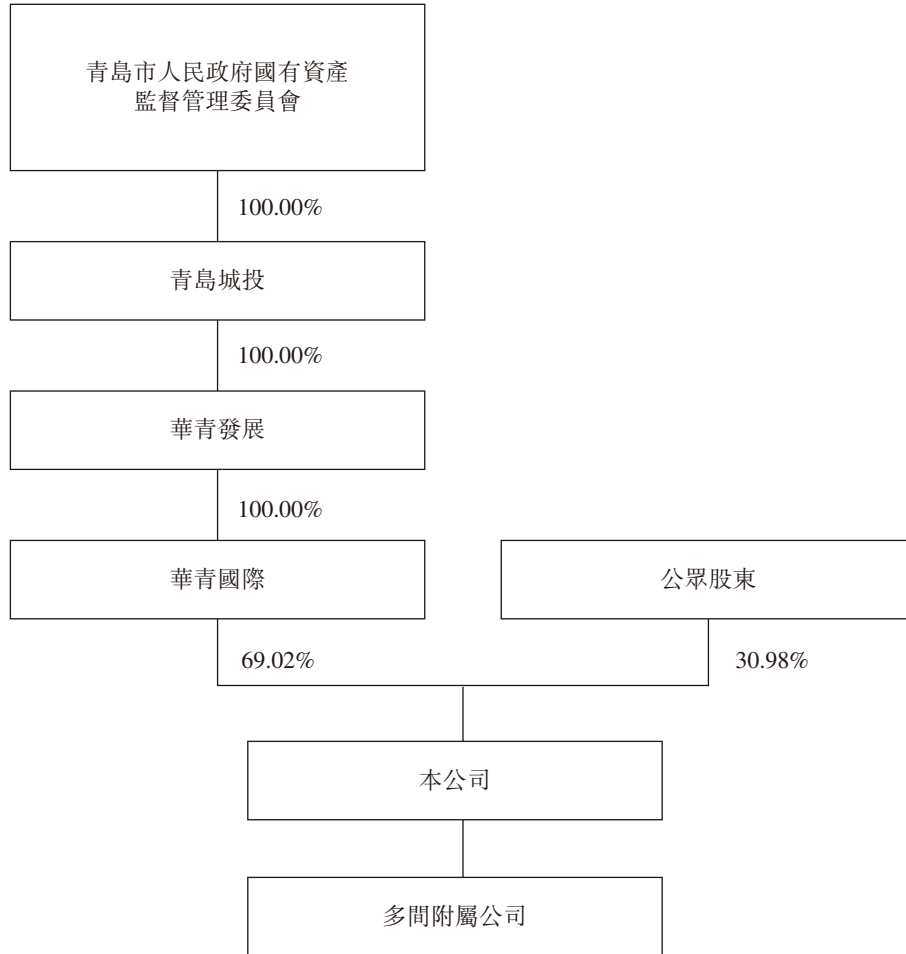 青島市人民政府國有資產
監督管理委員會
100.00%
青島城投
100.00%
華青發展
100.00%
華青國際
公眾股東
69.02%
30.98%
本公司
多間附屬公司